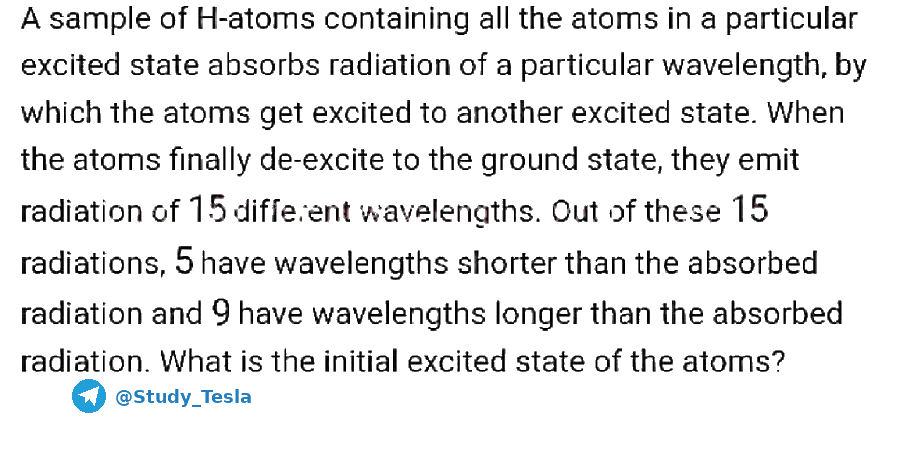 A sample of H-atoms containing all the atoms in a particular
excited state absorbs radiation of a particular wavelength, by
which the atoms get excited to another excited state. When
the atoms finally de-excite to the ground state, they emit
radiation of 15 different wavelengths. Out of these 15
radiations, 5 have wavelengths shorter than the absorbed
radiation and 9 have wavelengths longer than the absorbed
radiation. What is the initial excited state of the atoms?
@Study_Tesla